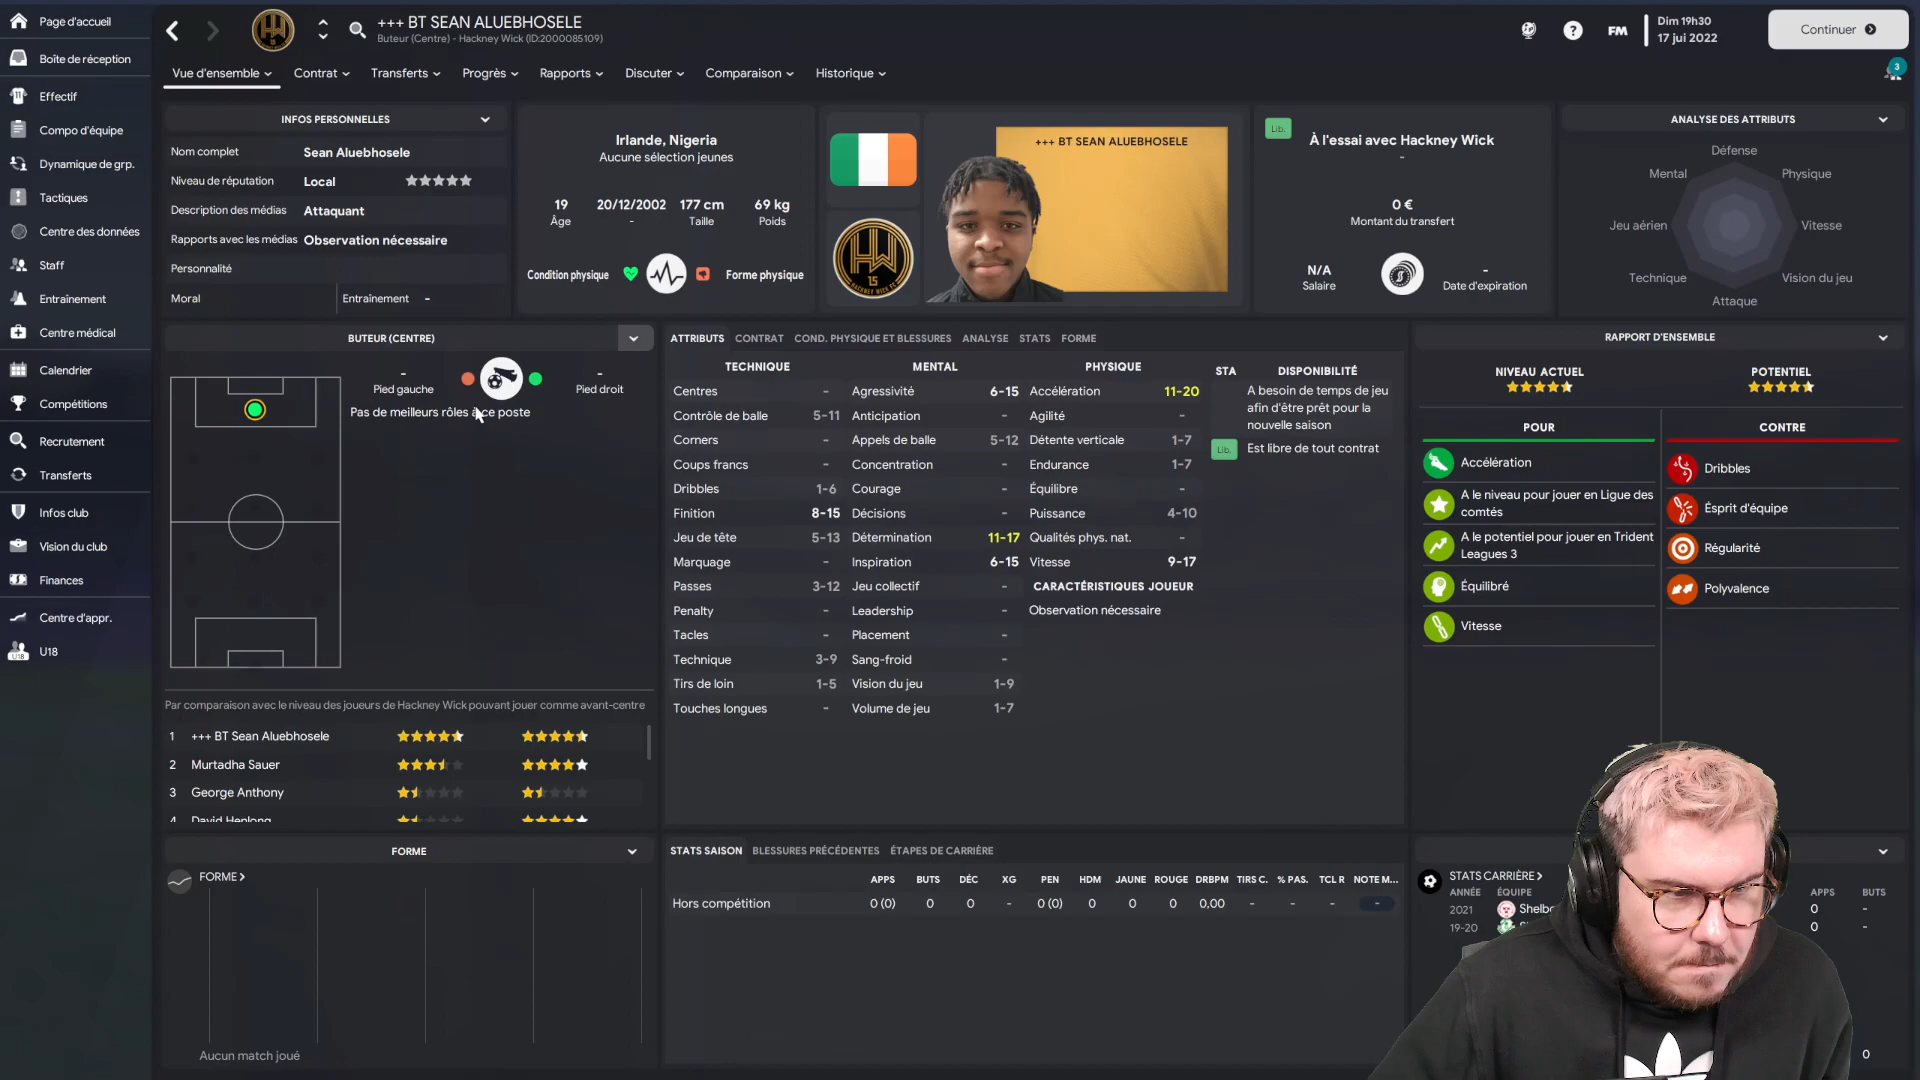 Page d'accueil
Boîte de réception
Effectif
Compo d'équipe
Dynamique de grp.
Tactiques
Centre des données
Staff
Entraînement
Centre médical
Calendrier
Compétitions
Recrutement
Transferts
Infos club
Vision du club
Finances
Centre d'appr.
U18
+++ BT SEAN ALUEBHOSELE
Buteur (Centre) - Hackney Wick (ID:2000085109)
FM
Dim 19h30
17 jui 2022
Continuer
Vue d'ensemble Contrat Transferts Progrès Rapports Discuter Comparaison Historique
3
INFOS PERSONNELLES
Nom complet Sean Aluebhosele
Niveau de réputation Local
Description des médias Attaquant
Rapports avec les médias Observation nécessaire
Personnalité
Moral Entraînement -
Irlande, Nigeria
Aucune sélection jeunes
19 20/12/2002 177 cm 69 kg
Âge - Taille Poids
Condition physique Forme physique
+++ BT SEAN ALUEBHOSELE
HACKNEY WICK FC
Lib. À l'essai avec Hackney Wick
-
0 €
Montant du transfert
N/A -
Salaire Date d'expiration
ANALYSE DES ATTRIBUTS
Défense
Mental Physique
Jeu aérien Vitesse
Technique Vision du jeu
Attaque
BUTEUR (CENTRE)
- -
Pied gauche Pied droit
Pas de meilleurs rôles à ce poste
Par comparaison avec le niveau des joueurs de Hackney Wick pouvant jouer comme avant-centre
1 +++ BT Sean Aluebhosele
2 Murtadha Sauer
3 George Anthony
4 David Henlong
FORME
FORME
Aucun match joué
ATTRIBUTS CONTRAT COND. PHYSIQUE ET BLESSURES ANALYSE STATS FORME
TECHNIQUE MENTAL PHYSIQUE
Centres - Agressivité 6-15 Accélération 11-20
Contrôle de balle 5-11 Anticipation - Agilité -
Corners - Appels de balle 5-12 Détente verticale 1-7
Coups francs - Concentration - Endurance 1-7
Dribbles 1-6 Courage - Équilibre -
Finition 8-15 Décisions - Puissance 4-10
Jeu de tête 5-13 Détermination 11-17 Qualités phys. nat. -
Marquage - Inspiration 6-15 Vitesse 9-17
Passes 3-12 Jeu collectif - CARACTÉRISTIQUES JOUEUR
Penalty - Leadership - Observation nécessaire
Tacles - Placement -
Technique 3-9 Sang-froid -
Tirs de loin 1-5 Vision du jeu 1-9
Touches longues - Volume de jeu 1-7
STA DISPONIBILITÉ
A besoin de temps de jeu
afin d'être prêt pour la
nouvelle saison
Lib. Est libre de tout contrat
STATS SAISON BLESSURES PRÉCÉDENTES ÉTAPES DE CARRIÈRE
APPS BUTS DÉC XG PEN HDM JAUNE ROUGE DRBPM TIRS C. % PAS. TCL R NOTE M...
Hors compétition 0 (0) 0 0 - 0 (0) 0 0 0 0,00 - - - -
RAPPORT D'ENSEMBLE
NIVEAU ACTUEL POTENTIEL
POUR CONTRE
Accélération
A le niveau pour jouer en Ligue des
comtés
A le potentiel pour jouer en Trident
Leagues 3
Équilibré
Vitesse
Dribbles
Ésprit d'équipe
Régularité
Polyvalence
STATS CARRIÈRE
ANNÉE ÉQUIPE APPS BUTS
2021 Shelbo 0 -
19-20 0 -
0